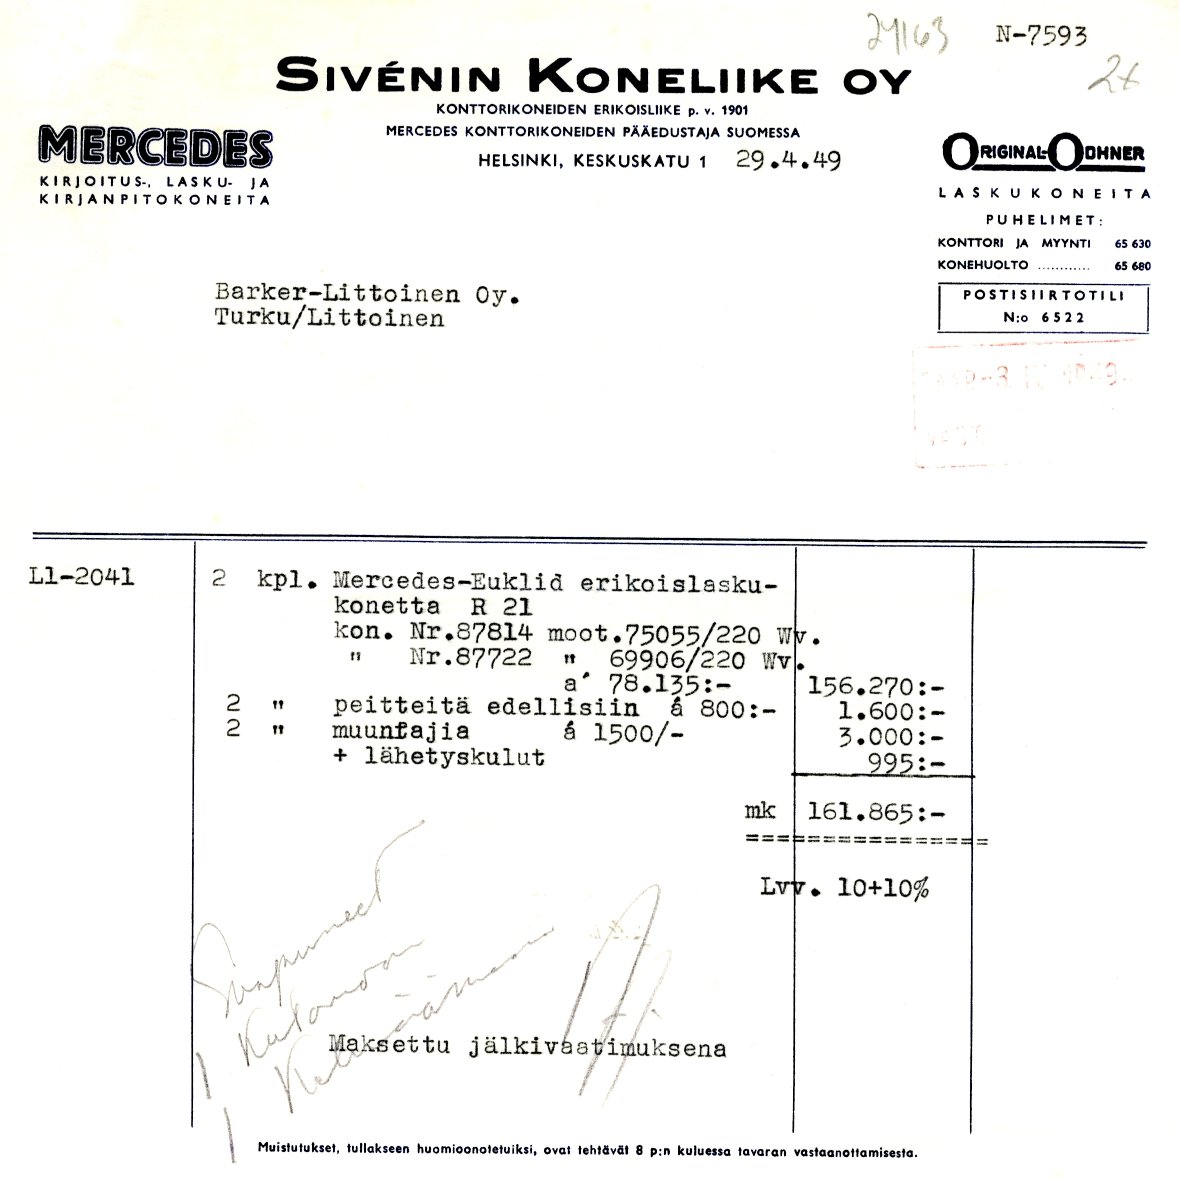 24163 N-7593
2x
SIVÉNIN KONELIIKE OY
KONTTORIKONEIDEN ERIKOISLIIKE p. v. 1901
MERCEDES KONTTORIKONEIDEN PÄÄEDUSTAJA SUOMESSA
HELSINKI, KESKUSKATU 1 29.4.49
MERCEDES
KIRJOITUS-, LASKU- JA
KIRJANPITOKONEITA
ORIGINAL-ODHNER
LASKUKONEITA
PUHELIMET:
KONTTORI JA MYYNTI 65 630
KONEHUOLTO ............ 65 680
POSTISIIRTOTILI
N:o 6522
Barker-Littoinen Oy.
Turku/Littoinen
L1-2041 2 kpl. Mercedes-Euklid erikoislasku-
konetta R 21
kon. Nr.87814 moot.75055/220 Wv.
" Nr.87722 " 69906/220 Wv.
a´ 78.135:- 156.270:-
2 " peitteitä edellisiin á 800:- 1.600:-
2 " muuntajia á 1500/- 3.000:-
+ lähetyskulut 995:-
mk 161.865:-
=================
Lvv. 10+10%
Saapuneet
Kutomoon
Maksettu jälkivaatimuksena
Muistutukset, tullakseen huomioonotetuiksi, ovat tehtävät 8 p:n kuluessa tavaran vastaanottamisesta.